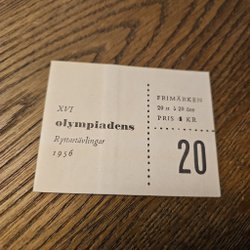 XVI
olympiadens
Ryttartävlingar
1956
FRIMÄRKEN
20 st à 20 öre
PRIS 4 KR
20